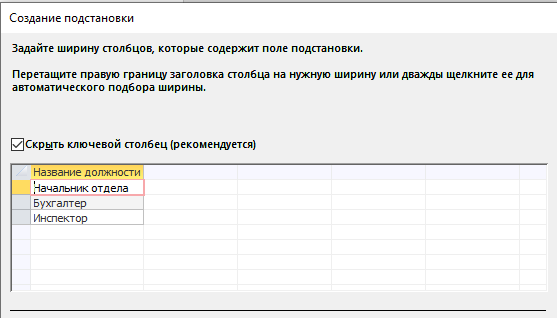 Создание подстановки
Задайте ширину столбцов, которые содержит поле подстановки.
Перетащите правую границу заголовка столбца на нужную ширину или дважды щелкните ее для
автоматического подбора ширины.
Скрыть ключевой столбец (рекомендуется)
Название должности
Начальник отдела
Бухгалтер
Инспектор